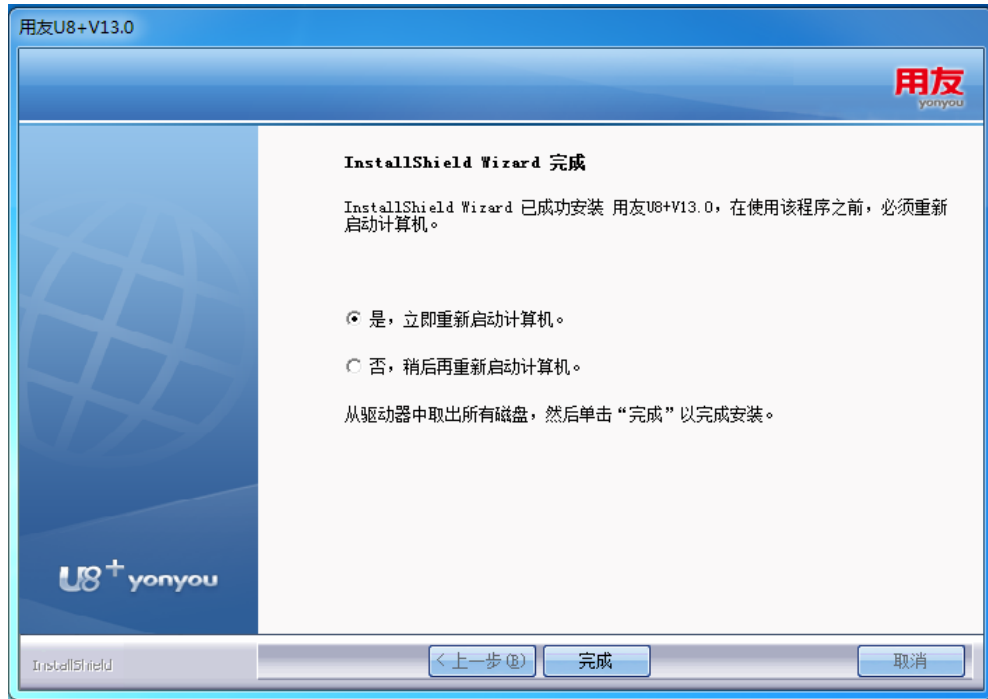 用友U8+V13.0
用友
yonyou
InstallShield Wizard 完成
InstallShield Wizard 已成功安装 用友U8+V13.0，在使用该程序之前，必须重新
启动计算机。
是，立即重新启动计算机。
否，稍后再重新启动计算机。
从驱动器中取出所有磁盘，然后单击“完成”以完成安装。
U8+ yonyou
InstallShield
<上一步(B)
完成
取消